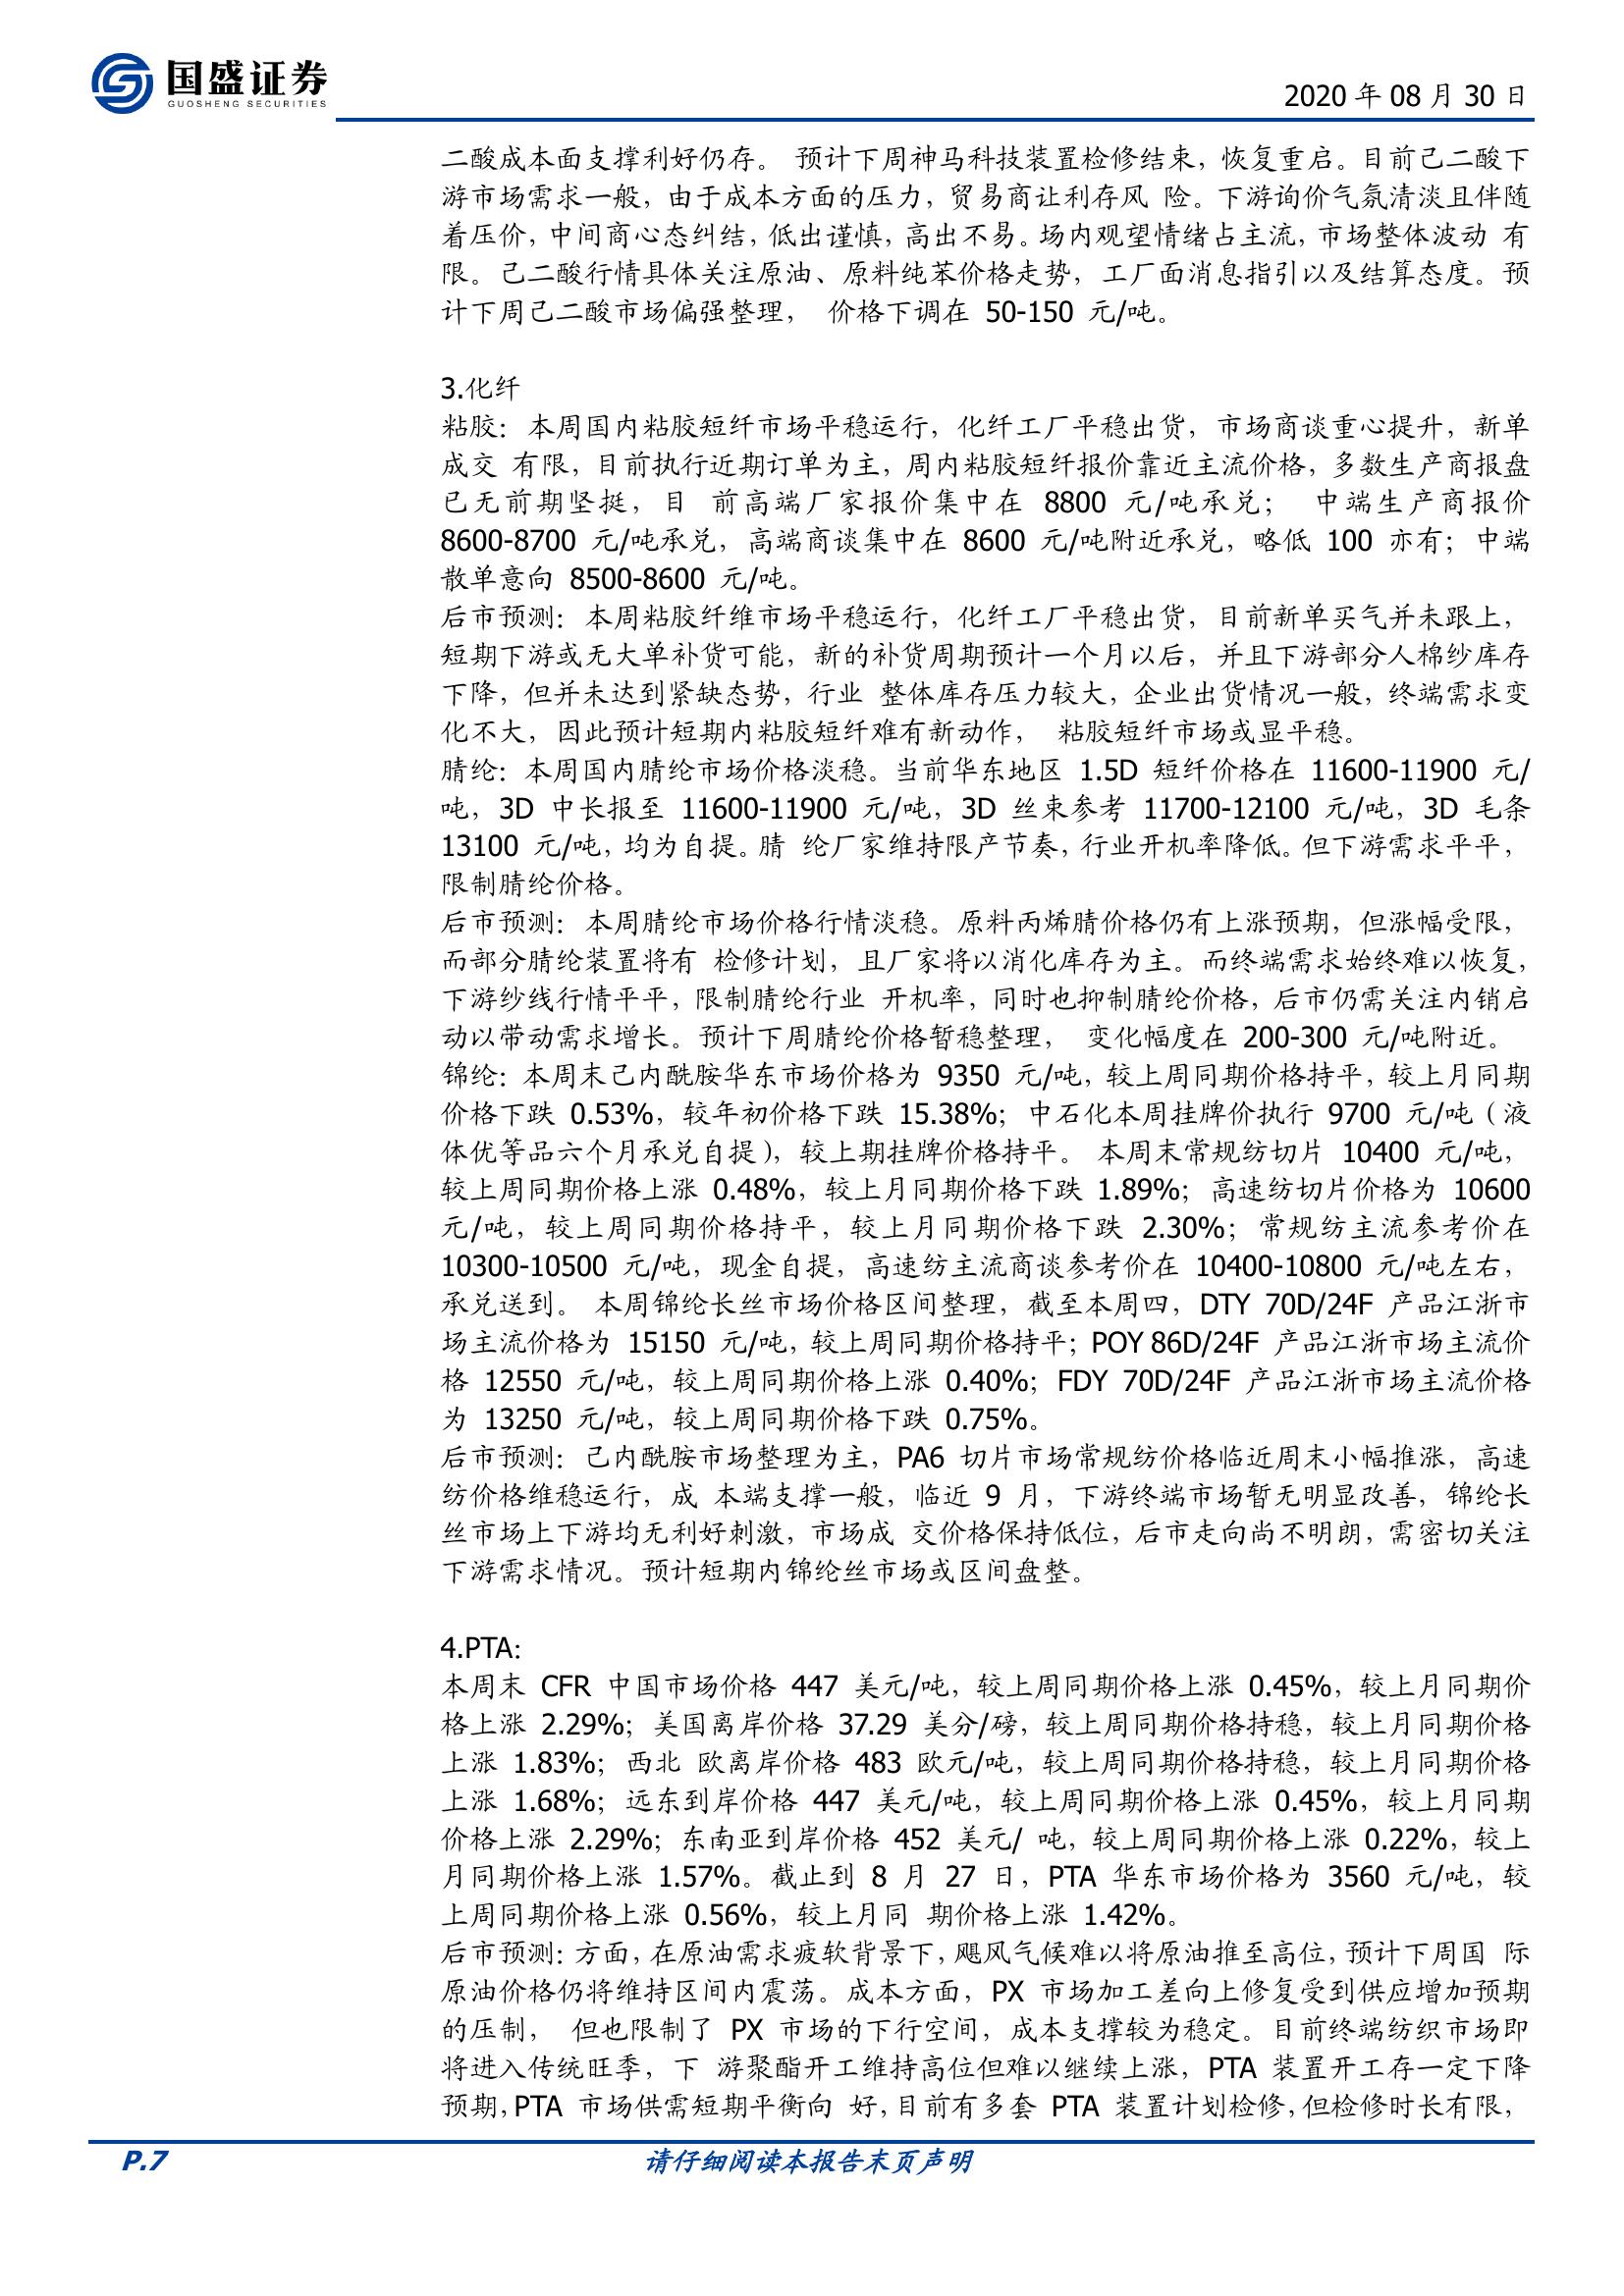 国盛证券
GUOSHENG SECURITIES
2020 年 08 月 30 日
二酸成本面支撑利好仍存。 预计下周神马科技装置检修结束，恢复重启。目前己二酸下
游市场需求一般，由于成本方面的压力，贸易商让利存风 险。下游询价气氛清淡且伴随
着压价，中间商心态纠结，低出谨慎，高出不易。场内观望情绪占主流，市场整体波动 有
限。己二酸行情具体关注原油、原料纯苯价格走势，工厂面消息指引以及结算态度。预
计下周己二酸市场偏强整理， 价格下调在 50-150 元/吨。
3.化纤
粘胶：本周国内粘胶短纤市场平稳运行，化纤工厂平稳出货，市场商谈重心提升，新单
成交 有限，目前执行近期订单为主，周内粘胶短纤报价靠近主流价格，多数生产商报盘
已无前期坚挺，目 前高端厂家报价集中在 8800 元/吨承兑； 中端生产商报价
8600-8700 元/吨承兑，高端商谈集中在 8600 元/吨附近承兑，略低 100 亦有；中端
散单意向 8500-8600 元/吨。
后市预测：本周粘胶纤维市场平稳运行，化纤工厂平稳出货，目前新单买气并未跟上，
短期下游或无大单补货可能，新的补货周期预计一个月以后，并且下游部分人棉纱库存
下降，但并未达到紧缺态势，行业 整体库存压力较大，企业出货情况一般，终端需求变
化不大，因此预计短期内粘胶短纤难有新动作， 粘胶短纤市场或显平稳。
腈纶：本周国内腈纶市场价格淡稳。当前华东地区 1.5D 短纤价格在 11600-11900 元/
吨，3D 中长报至 11600-11900 元/吨，3D 丝束参考 11700-12100 元/吨，3D 毛条
13100 元/吨，均为自提。腈 纶厂家维持限产节奏，行业开机率降低。但下游需求平平，
限制腈纶价格。
后市预测：本周腈纶市场价格行情淡稳。原料丙烯腈价格仍有上涨预期，但涨幅受限，
而部分腈纶装置将有 检修计划，且厂家将以消化库存为主。而终端需求始终难以恢复，
下游纱线行情平平，限制腈纶行业 开机率，同时也抑制腈纶价格，后市仍需关注内销启
动以带动需求增长。预计下周腈纶价格暂稳整理， 变化幅度在 200-300 元/吨附近。
锦纶：本周末己内酰胺华东市场价格为 9350 元/吨，较上周同期价格持平，较上月同期
价格下跌 0.53%，较年初价格下跌 15.38%；中石化本周挂牌价执行 9700 元/吨（液
体优等品六个月承兑自提），较上期挂牌价格持平。 本周末常规纺切片 10400 元/吨，
较上周同期价格上涨 0.48%，较上月同期价格下跌 1.89%；高速纺切片价格为 10600
元/吨，较上周同期价格持平，较上月同期价格下跌 2.30%；常规纺主流参考价在
10300-10500 元/吨，现金自提，高速纺主流商谈参考价在 10400-10800 元/吨左右，
承兑送到。 本周锦纶长丝市场价格区间整理，截至本周四，DTY 70D/24F 产品江浙市
场主流价格为 15150 元/吨，较上周同期价格持平；POY 86D/24F 产品江浙市场主流价
格 12550 元/吨，较上周同期价格上涨 0.40%；FDY 70D/24F 产品江浙市场主流价格
为 13250 元/吨，较上周同期价格下跌 0.75%。
后市预测：己内酰胺市场整理为主，PA6 切片市场常规纺价格临近周末小幅推涨，高速
纺价格维稳运行，成 本端支撑一般，临近 9 月，下游终端市场暂无明显改善，锦纶长
丝市场上下游均无利好刺激，市场成 交价格保持低位，后市走向尚不明朗，需密切关注
下游需求情况。预计短期内锦纶丝市场或区间盘整。
4.PTA：
本周末 CFR 中国市场价格 447 美元/吨，较上周同期价格上涨 0.45%，较上月同期价
格上涨 2.29%；美国离岸价格 37.29 美分/磅，较上周同期价格持稳，较上月同期价格
上涨 1.83%；西北 欧离岸价格 483 欧元/吨，较上周同期价格持稳，较上月同期价格
上涨 1.68%；远东到岸价格 447 美元/吨，较上周同期价格上涨 0.45%，较上月同期
价格上涨 2.29%；东南亚到岸价格 452 美元/ 吨，较上周同期价格上涨 0.22%，较上
月同期价格上涨 1.57%。截止到 8 月 27 日，PTA 华东市场价格为 3560 元/吨，较
上周同期价格上涨 0.56%，较上月同 期价格上涨 1.42%。
后市预测：方面，在原油需求疲软背景下，飓风气候难以将原油推至高位，预计下周国 际
原油价格仍将维持区间内震荡。成本方面，PX 市场加工差向上修复受到供应增加预期
的压制， 但也限制了 PX 市场的下行空间，成本支撑较为稳定。目前终端纺织市场即
将进入传统旺季，下 游聚酯开工维持高位但难以继续上涨，PTA 装置开工存一定下降
预期，PTA 市场供需短期平衡向 好，目前有多套 PTA 装置计划检修，但检修时长有限，
P.7
请仔细阅读本报告末页声明